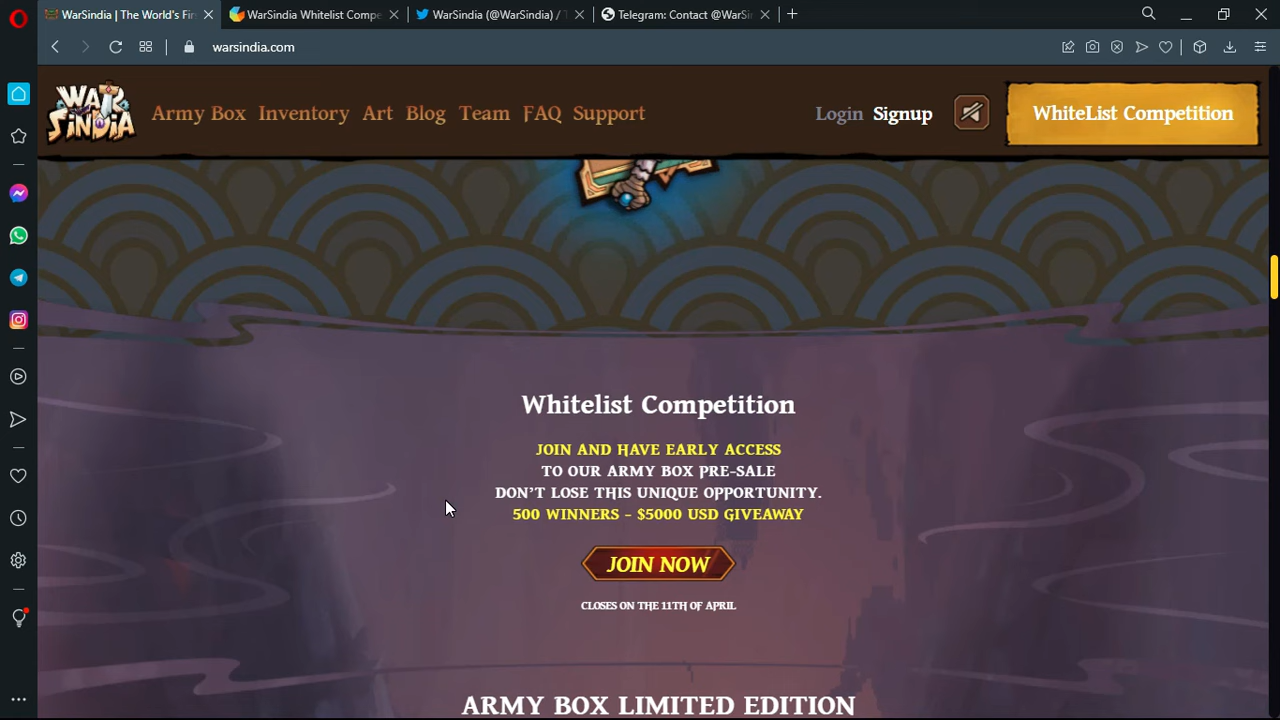 WarSindia | The World's Fir
WarSindia Whitelist Compe
WarSindia (@WarSindia) / T
Telegram: Contact @WarSi
warsindia.com
WAR SINDIA
Army Box Inventory Art Blog Team FAQ Support
Login Signup
WhiteList Competition
Whitelist Competition
JOIN AND HAVE EARLY ACCESS
TO OUR ARMY BOX PRE-SALE
DON'T LOSE THIS UNIQUE OPPORTUNITY.
500 WINNERS - $5000 USD GIVEAWAY
JOIN NOW
CLOSES ON THE 11TH OF APRIL
ARMY BOX LIMITED EDITION